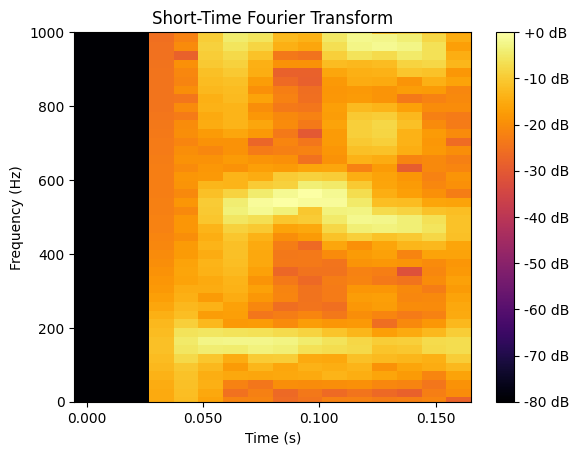 Short-Time Fourier Transform
1000
800
600
400
200
0
Frequency (Hz)
0.000
0.050
0.100
0.150
Time (s)
+0 dB
-10 dB
-20 dB
-30 dB
-40 dB
-50 dB
-60 dB
-70 dB
-80 dB